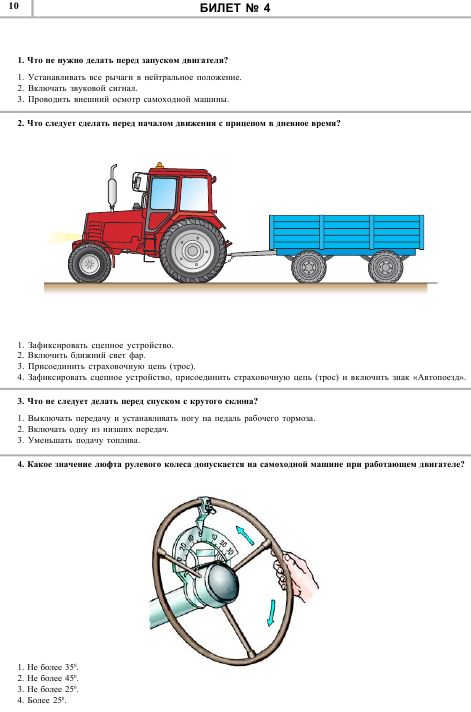 10
БИЛЕТ № 4
1. Что не нужно делать перед запуском двигателя?
1. Устанавливать все рычаги в нейтральное положение.
2. Включать звуковой сигнал.
3. Проводить внешний осмотр самоходной машины.
2. Что следует сделать перед началом движения с прицепом в дневное время?
1. Зафиксировать сцепное устройство.
2. Включить ближний свет фар.
3. Присоединить страховочную цепь (трос).
4. Зафиксировать сцепное устройство, присоединить страховочную цепь (трос) и включить знак «Автопоезд».
3. Что не следует делать перед спуском с крутого склона?
1. Выключать передачу и устанавливать ногу на педаль рабочего тормоза.
2. Включать одну из низших передач.
3. Уменьшать подачу топлива.
4. Какое значение люфта рулевого колеса допускается на самоходной машине при работающем двигателе?
1. Не более 35⁰.
2. Не более 45⁰.
3. Не более 25⁰.
4. Более 25⁰.